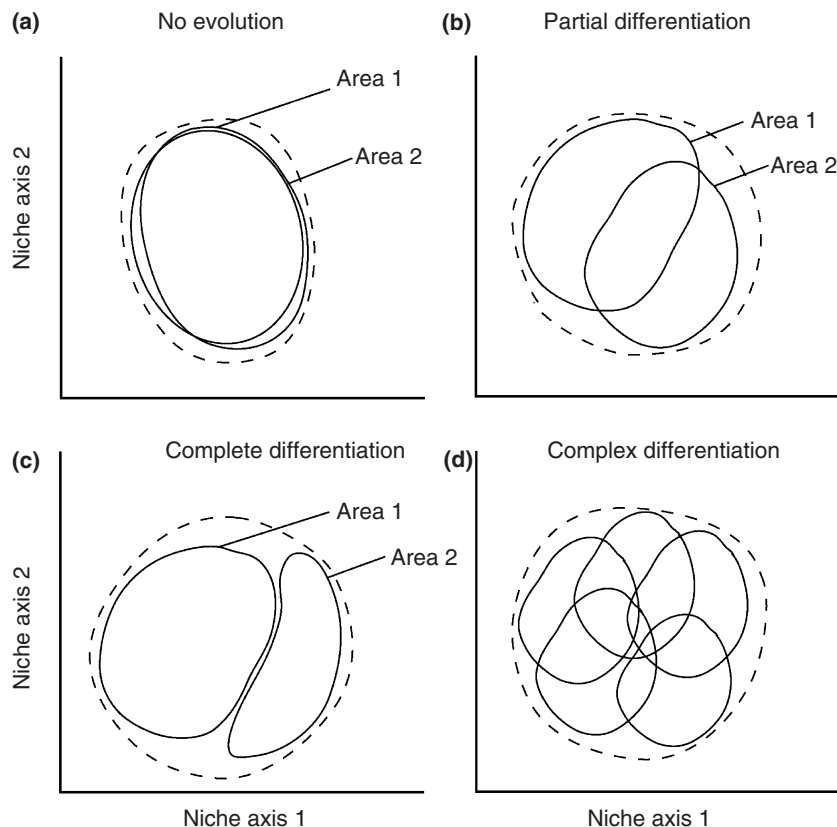 (a) No evolution
Area 1
Area 2
Niche axis 2
(b) Partial differentiation
Area 1
Area 2
(c) Complete differentiation
Area 1
Area 2
Niche axis 2
Niche axis 1
(d) Complex differentiation
Niche axis 1